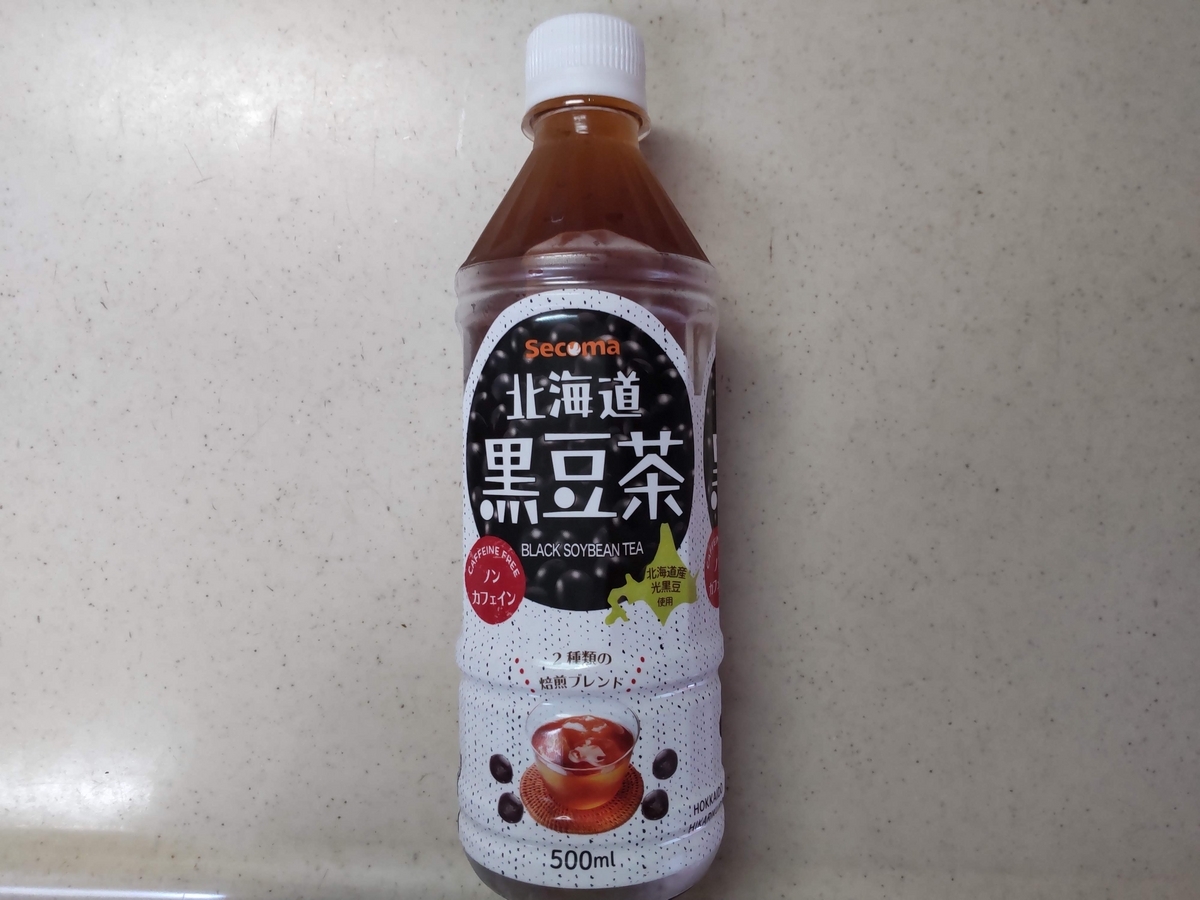 Secoma
北海道
黒豆茶
BLACK SOYBEAN TEA
CAFFEINE FREE
ノン
カフェイン
北海道産
光黒豆
使用
2種類の
焙煎ブレンド
500ml